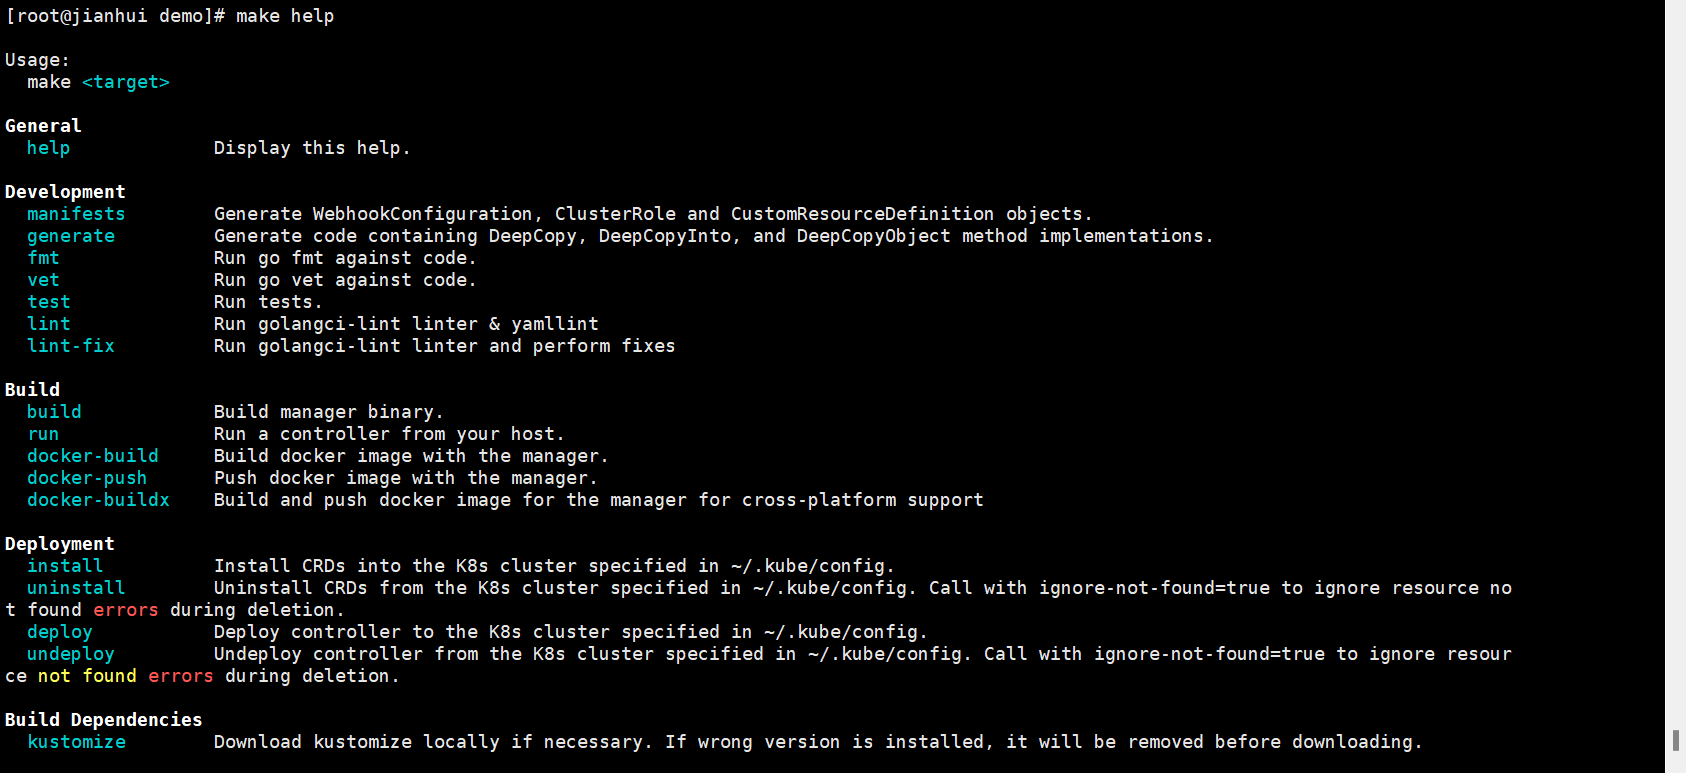 [root@jianhui demo]# make help
Usage:
make <target>
General
help Display this help.
Development
manifests Generate WebhookConfiguration, ClusterRole and CustomResourceDefinition objects.
generate Generate code containing DeepCopy, DeepCopyInto, and DeepCopyObject method implementations.
fmt Run go fmt against code.
vet Run go vet against code.
test Run tests.
lint Run golangci-lint linter & yamllint
lint-fix Run golangci-lint linter and perform fixes
Build
build Build manager binary.
run Run a controller from your host.
docker-build Build docker image with the manager.
docker-push Push docker image with the manager.
docker-buildx Build and push docker image for the manager for cross-platform support
Deployment
install Install CRDs into the K8s cluster specified in ~/.kube/config.
uninstall Uninstall CRDs from the K8s cluster specified in ~/.kube/config. Call with ignore-not-found=true to ignore resource no
t found errors during deletion.
deploy Deploy controller to the K8s cluster specified in ~/.kube/config.
undeploy Undeploy controller from the K8s cluster specified in ~/.kube/config. Call with ignore-not-found=true to ignore resour
ce not found errors during deletion.
Build Dependencies
kustomize Download kustomize locally if necessary. If wrong version is installed, it will be removed before downloading.